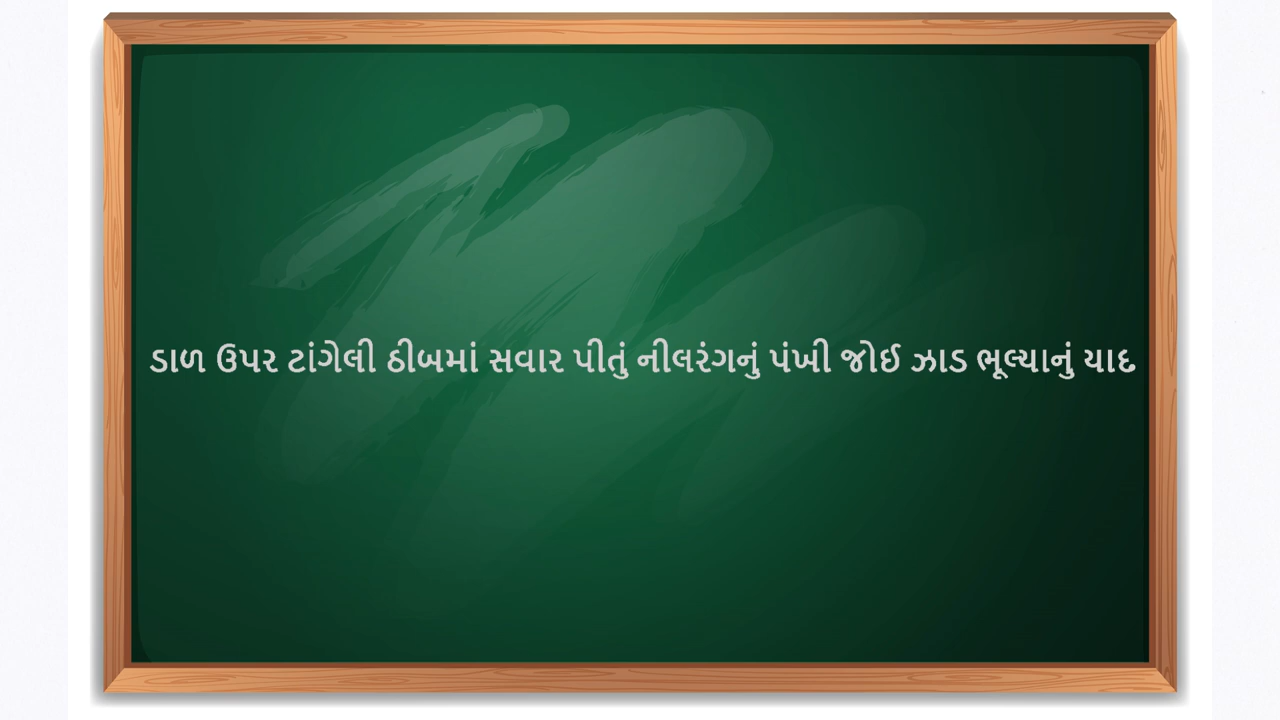 ડાળ ઉપર ટાંગેલી ઠીબમાં સવાર પીતું નીલરંગનું પંખી જોઈ ઝાડ ભૂલ્યાનું યાદ